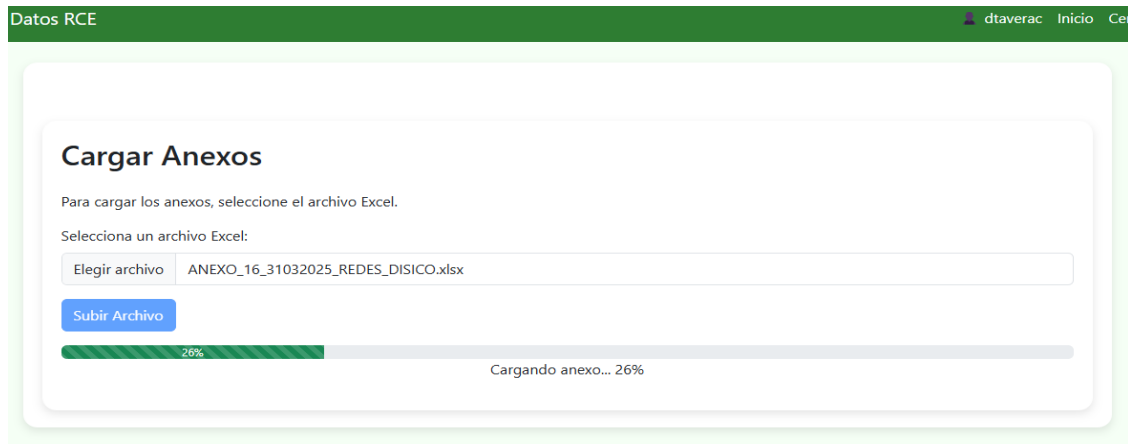 Datos RCE dtaverac Inicio
Cargar Anexos
Para cargar los anexos, seleccione el archivo Excel.
Selecciona un archivo Excel:
Elegir archivo ANEXO_16_31032025_REDES_DISICO.xlsx
Subir Archivo
26%
Cargando anexo... 26%